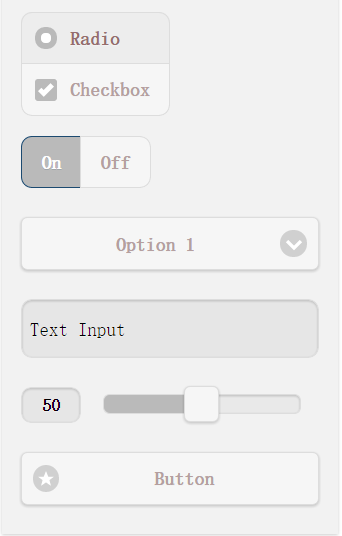 Radio
Checkbox
On Off
Option 1
Text Input
50
Button